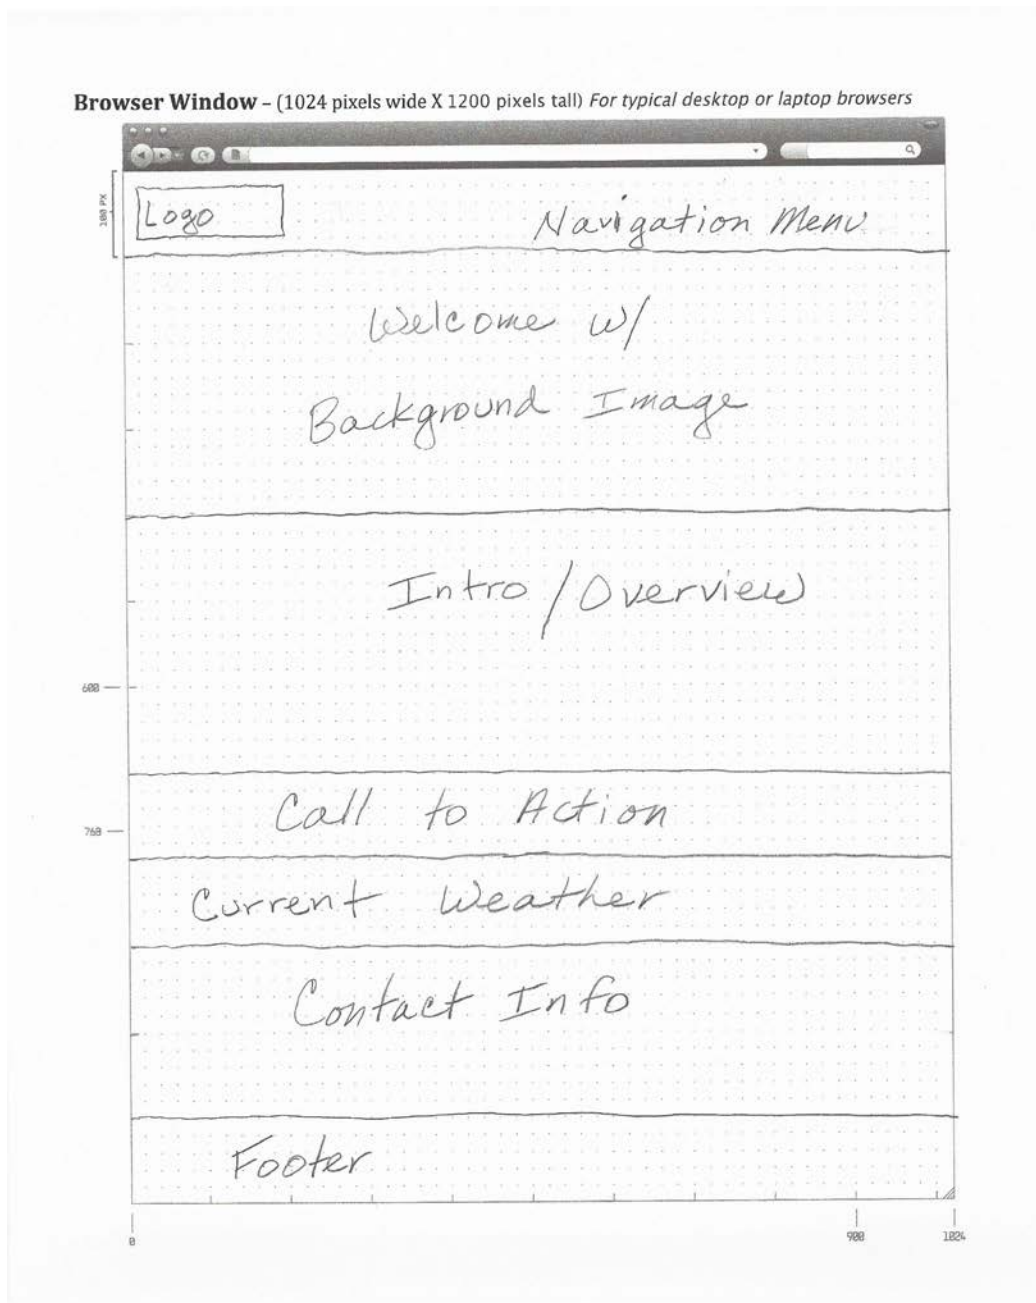 Browser Window – (1024 pixels wide X 1200 pixels tall) For typical desktop or laptop browsers
100 PX
Logo
Navigation Menu
Welcome w/
Background Image
Intro / Overview
600
Call to Action
768
Current Weather
Contact Info
Footer
0
900
1024